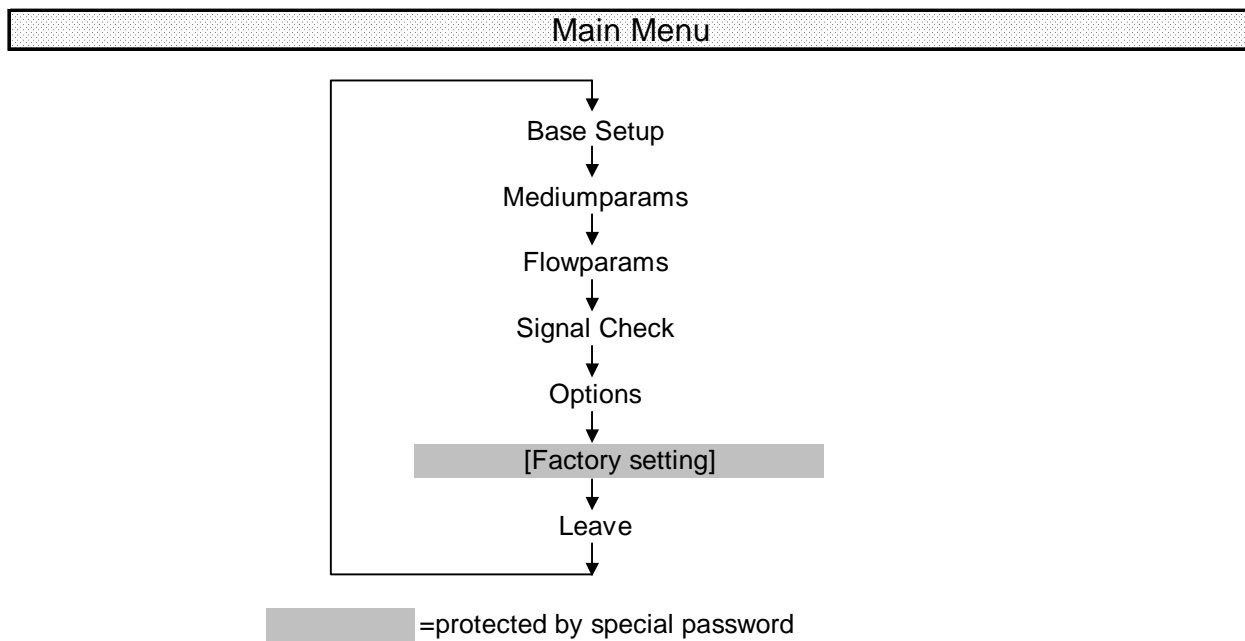 Main Menu
Base Setup
Mediumparams
Flowparams
Signal Check
Options
[Factory setting]
Leave
=protected by special password